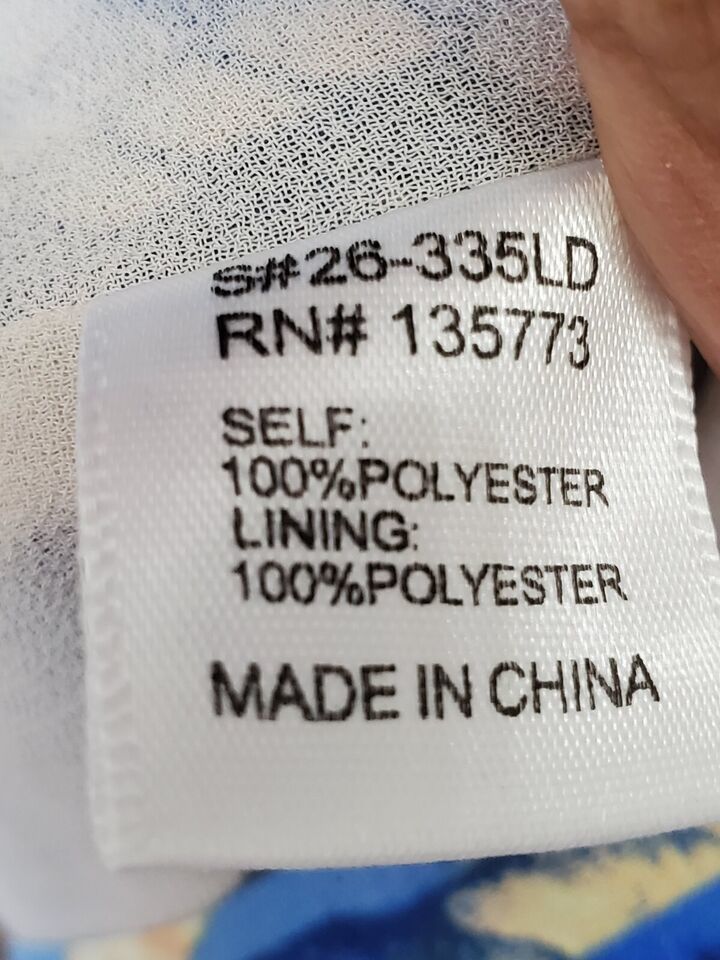 S#26-335LD
RN# 135773
SELF:
100%POLYESTER
LINING:
100%POLYESTER
MADE IN CHINA